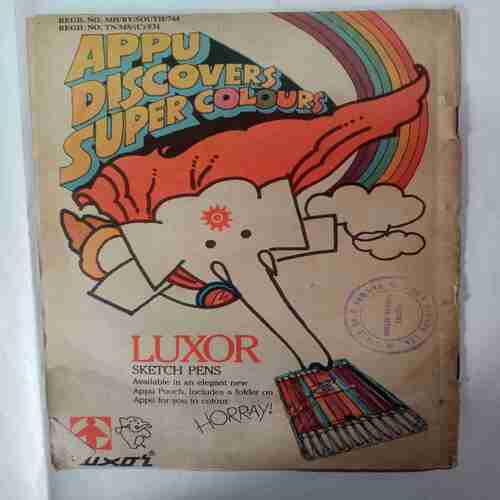 REGD. NO. MH/BY/SOUTH/744
REGD. NO. TN/MS/(C)/834
APPU
DISCOVERS
SUPER COLOURS
LUXOR
SKETCH PENS
Available in an elegant new
Appu Pouch. Includes a folder on
Appu for you to colour.
HORRAY!
LUXOR